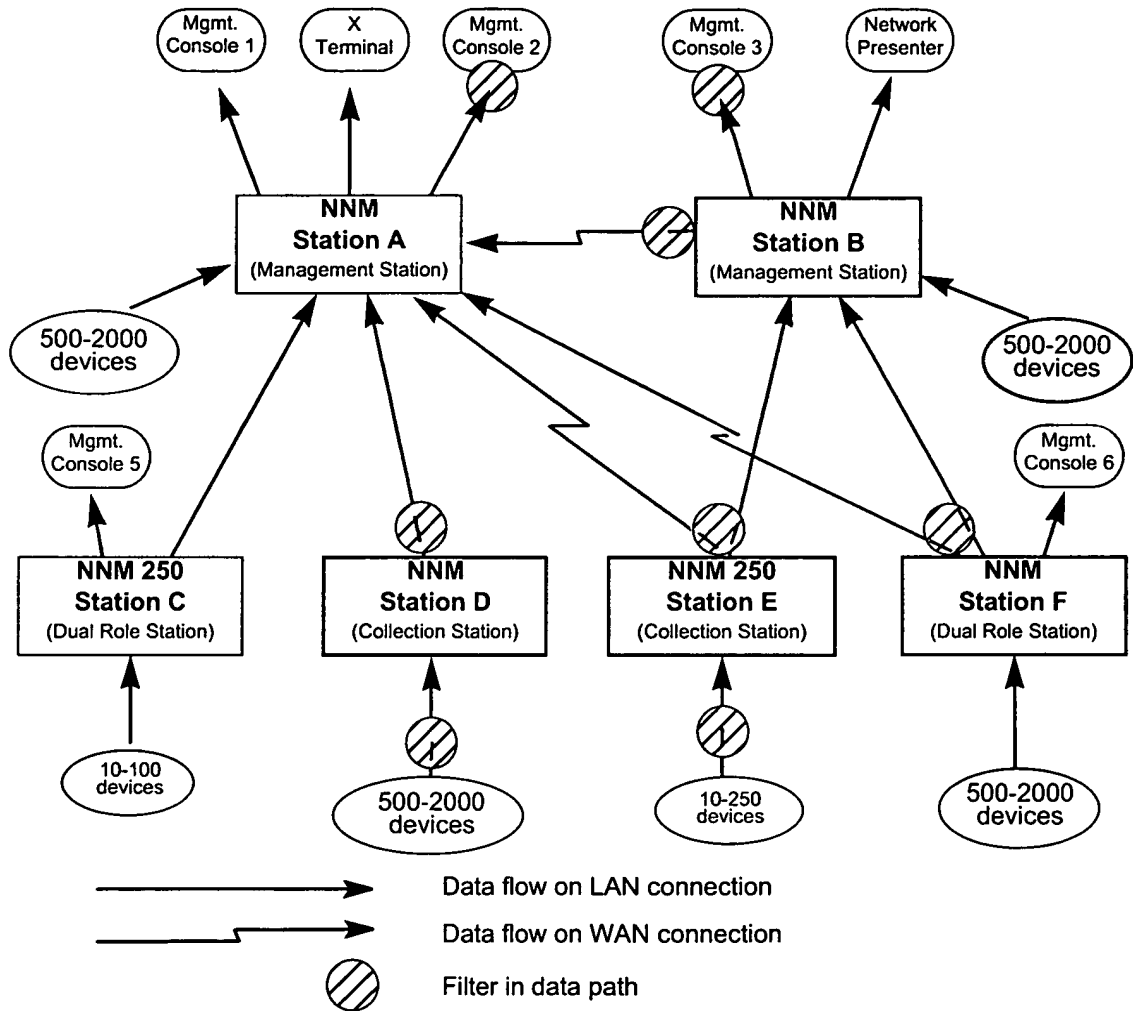 Mgmt.
Console 1
X
Terminal
Mgmt.
Console 2
Mgmt.
Console 3
Network
Presenter
NNM
Station A
(Management Station)
NNM
Station B
(Management Station)
500-2000
devices
500-2000
devices
Mgmt.
Console 5
Mgmt.
Console 6
NNM 250
Station C
(Dual Role Station)
NNM
Station D
(Collection Station)
NNM 250
Station E
(Collection Station)
NNM
Station F
(Dual Role Station)
10-100
devices
500-2000
devices
10-250
devices
500-2000
devices
Data flow on LAN connection
Data flow on WAN connection
Filter in data path